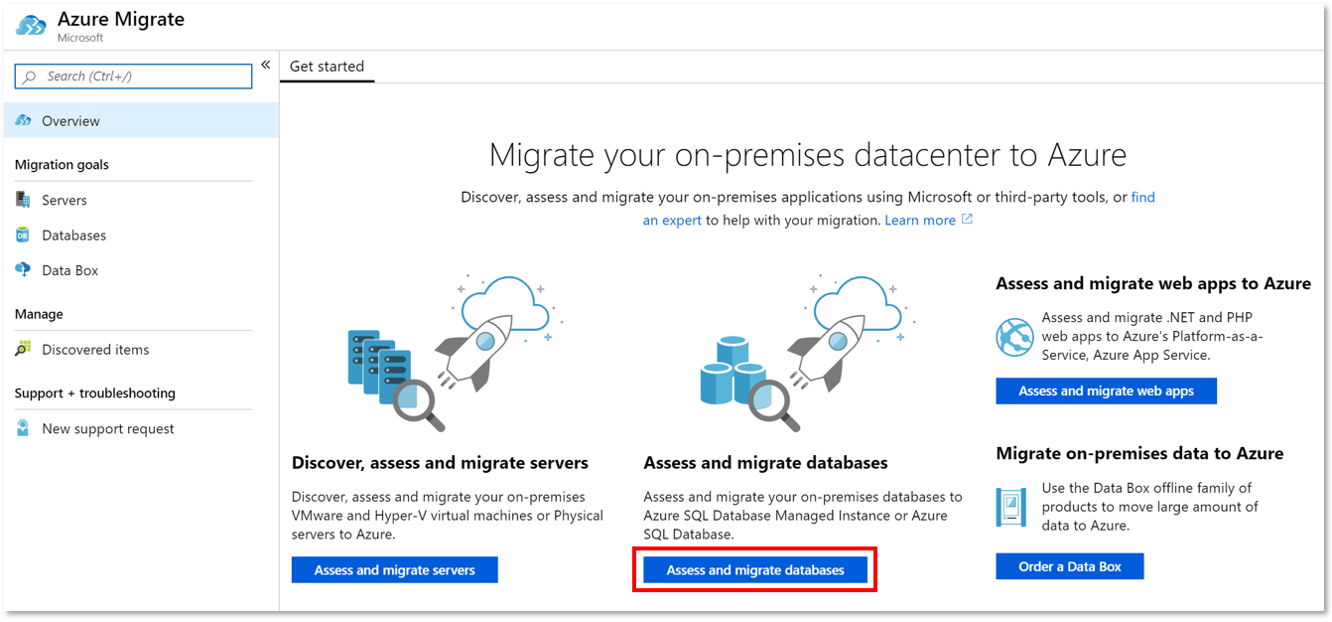 Azure Migrate
Microsoft
Search (Ctrl+/)
«
Overview
Migration goals
Servers
DB
Databases
Data Box
Manage
Discovered items
Support + troubleshooting
New support request
Get started
Migrate your on-premises datacenter to Azure
Discover, assess and migrate your on-premises applications using Microsoft or third-party tools, or find
an expert to help with your migration. Learn more
Discover, assess and migrate servers
Discover, assess and migrate your on-premises
VMware and Hyper-V virtual machines or Physical
servers to Azure.
Assess and migrate servers
Assess and migrate databases
Assess and migrate your on-premises databases to
Azure SQL Database Managed Instance or Azure
SQL Database.
Assess and migrate databases
Assess and migrate web apps to Azure
Assess and migrate .NET and PHP
web apps to Azure's Platform-as-a-
Service, Azure App Service.
Assess and migrate web apps
Migrate on-premises data to Azure
Use the Data Box offline family of
products to move large amount of
data to Azure.
Order a Data Box